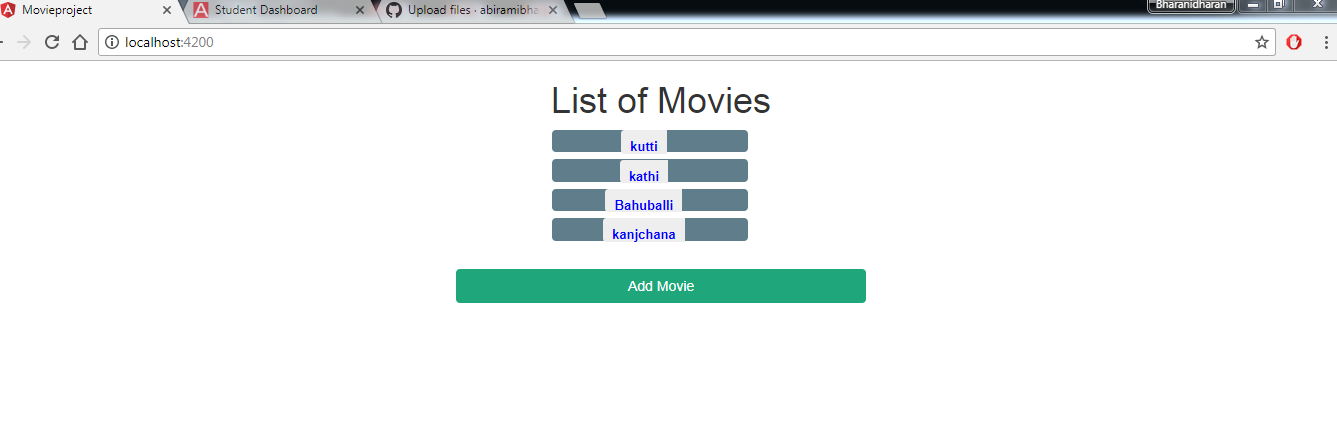 Movieproject
Student Dashboard
Upload files · abiramibha
Bharanidharan
localhost:4200
List of Movies
kutti
kathi
Bahuballi
kanjchana
Add Movie